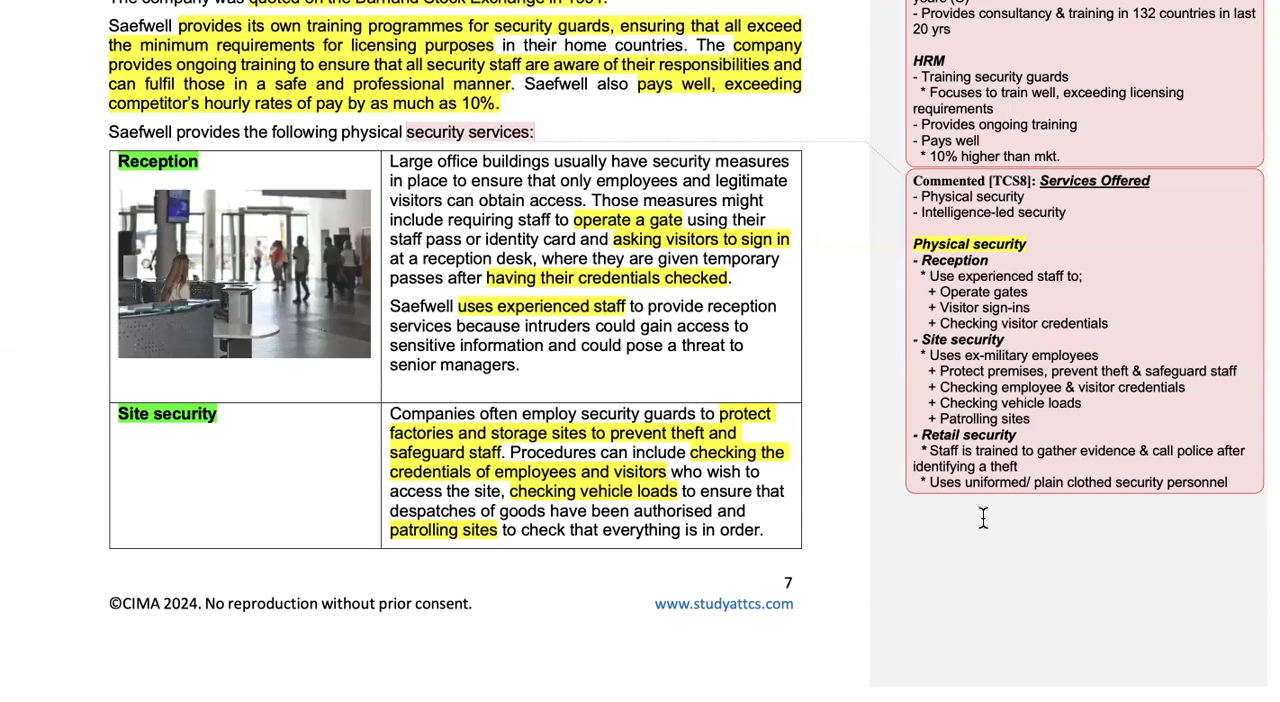 The company was quoted on the Barland Stock Exchange in 1991.
Saefwell provides its own training programmes for security guards, ensuring that all exceed
the minimum requirements for licensing purposes in their home countries. The company
provides ongoing training to ensure that all security staff are aware of their responsibilities and
can fulfil those in a safe and professional manner. Saefwell also pays well, exceeding
competitor's hourly rates of pay by as much as 10%.
Saefwell provides the following physical security services:
Reception
Large office buildings usually have security measures
in place to ensure that only employees and legitimate
visitors can obtain access. Those measures might
include requiring staff to operate a gate using their
staff pass or identity card and asking visitors to sign in
at a reception desk, where they are given temporary
passes after having their credentials checked.
Saefwell uses experienced staff to provide reception
services because intruders could gain access to
sensitive information and could pose a threat to
senior managers.
Site security
Companies often employ security guards to protect
factories and storage sites to prevent theft and
safeguard staff. Procedures can include checking the
credentials of employees and visitors who wish to
access the site, checking vehicle loads to ensure that
despatches of goods have been authorised and
patrolling sites to check that everything is in order.
7
©CIMA 2024. No reproduction without prior consent.
www.studyattcs.com
- Provides consultancy & training in 132 countries in last
20 yrs
HRM
- Training security guards
* Focuses to train well, exceeding licensing
requirements
- Provides ongoing training
- Pays well
* 10% higher than mkt.
Commented [TCS8]: Services Offered
- Physical security
- Intelligence-led security
Physical security
- Reception
* Use experienced staff to;
+ Operate gates
+ Visitor sign-ins
+ Checking visitor credentials
- Site security
* Uses ex-military employees
+ Protect premises, prevent theft & safeguard staff
+ Checking employee & visitor credentials
+ Checking vehicle loads
+ Patrolling sites
- Retail security
* Staff is trained to gather evidence & call police after
identifying a theft
* Uses uniformed/ plain clothed security personnel